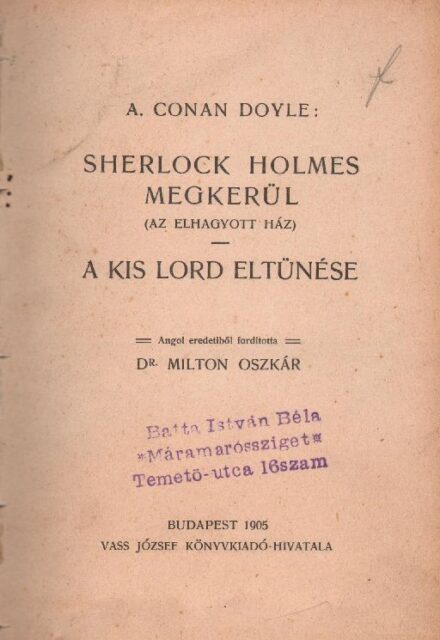 A. CONAN DOYLE:
SHERLOCK HOLMES
MEGKERÜL
(AZ ELHAGYOTT HÁZ)
A KIS LORD ELTÜNÉSE
Angol eredetiből fordította
DR. MILTON OSZKÁR
Batta István Béla
*Máramarossziget*
Temető-utca 16szam
BUDAPEST 1905
VASS JÓZSEF KÖNYVKIADÓ-HIVATALA